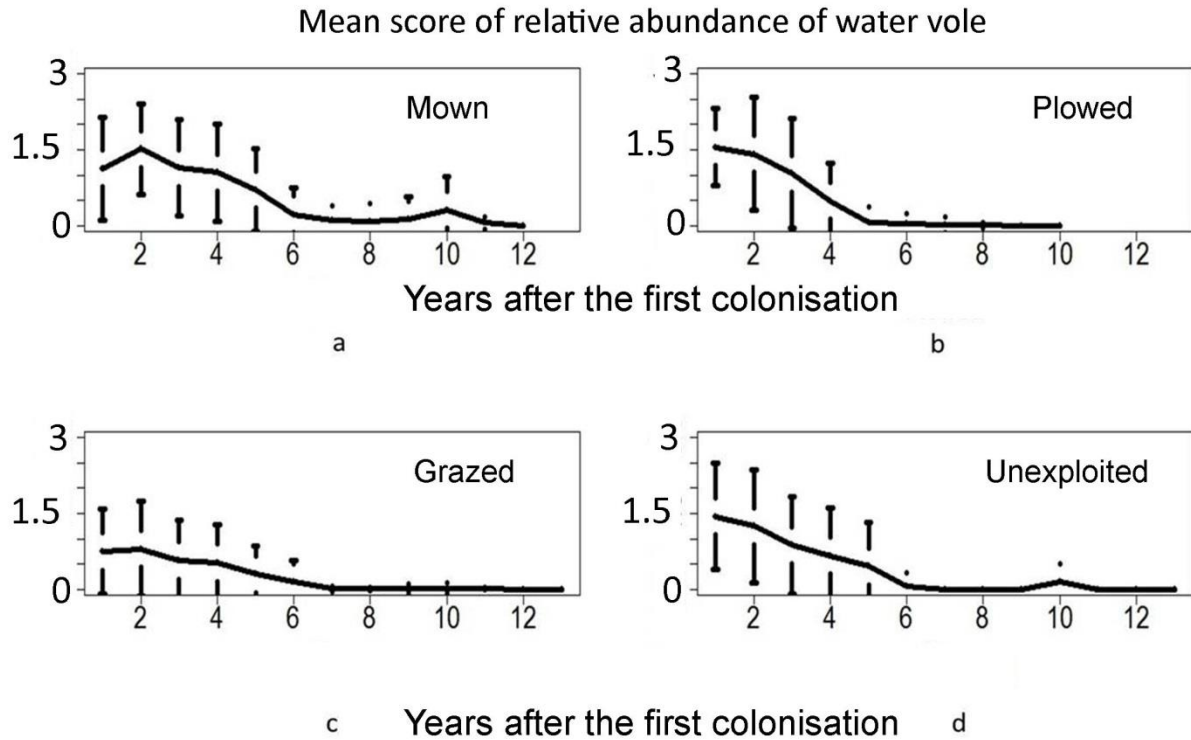 Mean score of relative abundance of water vole
3
1.5
0
Mown
2 4 6 8 10 12
3
1.5
0
Plowed
2 4 6 8 10 12
Years after the first colonisation
a
b
3
1.5
0
Grazed
2 4 6 8 10 12
3
1.5
0
Unexploited
2 4 6 8 10 12
c Years after the first colonisation d